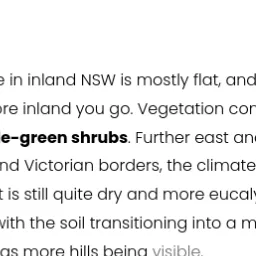 e in inland NSW is mostly flat, and
ore inland you go. Vegetation con
le-green shrubs. Further east and
nd Victorian borders, the climate
t is still quite dry and more eucaly
with the soil transitioning into a m
as more hills being visible.